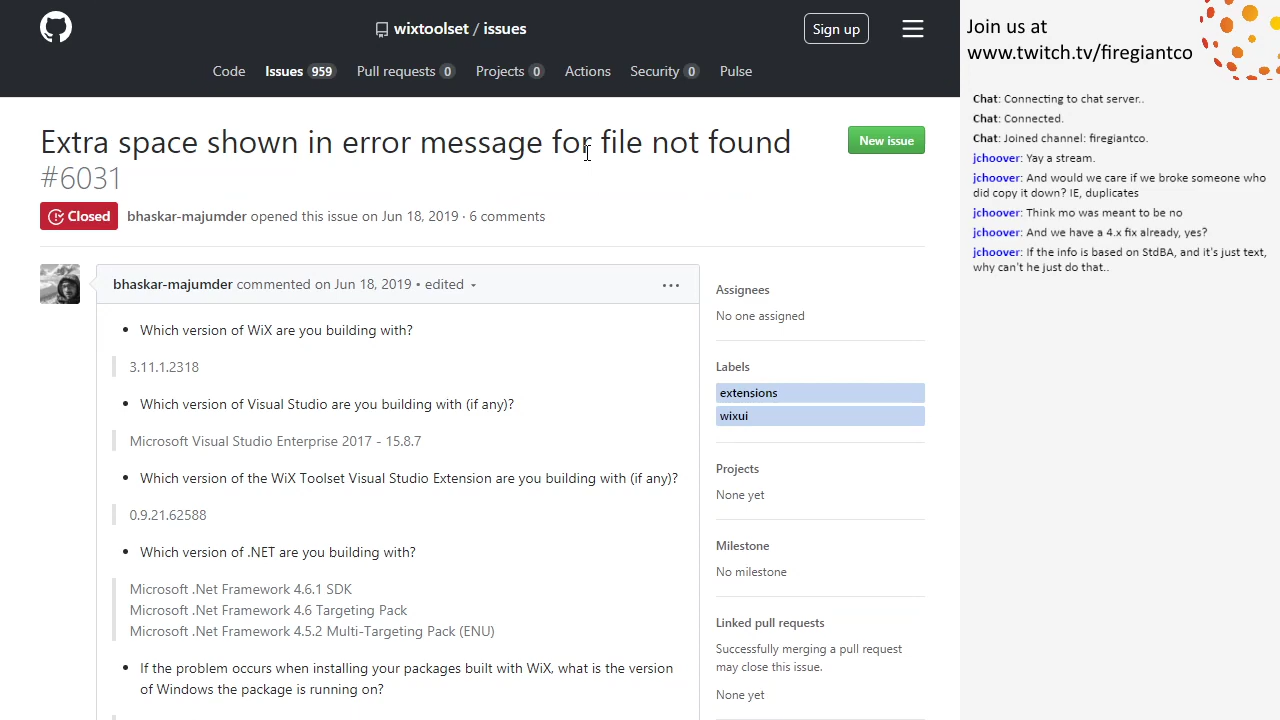 wixtoolset / issues
Sign up
Code
Issues 959
Pull requests 0
Projects 0
Actions
Security 0
Pulse
Extra space shown in error message for file not found
#6031
New issue
Closed
bhaskar-majumder opened this issue on Jun 18, 2019 · 6 comments
bhaskar-majumder commented on Jun 18, 2019 • edited
• Which version of WiX are you building with?
3.11.1.2318
• Which version of Visual Studio are you building with (if any)?
Microsoft Visual Studio Enterprise 2017 - 15.8.7
• Which version of the WiX Toolset Visual Studio Extension are you building with (if any)?
0.9.21.62588
• Which version of .NET are you building with?
Microsoft .Net Framework 4.6.1 SDK
Microsoft .Net Framework 4.6 Targeting Pack
Microsoft .Net Framework 4.5.2 Multi-Targeting Pack (ENU)
• If the problem occurs when installing your packages built with WiX, what is the version
of Windows the package is running on?
Assignees
No one assigned
Labels
extensions
wixui
Projects
None yet
Milestone
No milestone
Linked pull requests
Successfully merging a pull request
may close this issue.
None yet
Join us at
www.twitch.tv/firegiantco
Chat: Connecting to chat server..
Chat: Connected.
Chat: Joined channel: firegiantco.
jchoover: Yay a stream.
jchoover: And would we care if we broke someone who
did copy it down? IE, duplicates
jchoover: Think mo was meant to be no
jchoover: And we have a 4.x fix already, yes?
jchoover: If the info is based on StdBA, and it's just text,
why can't he just do that..